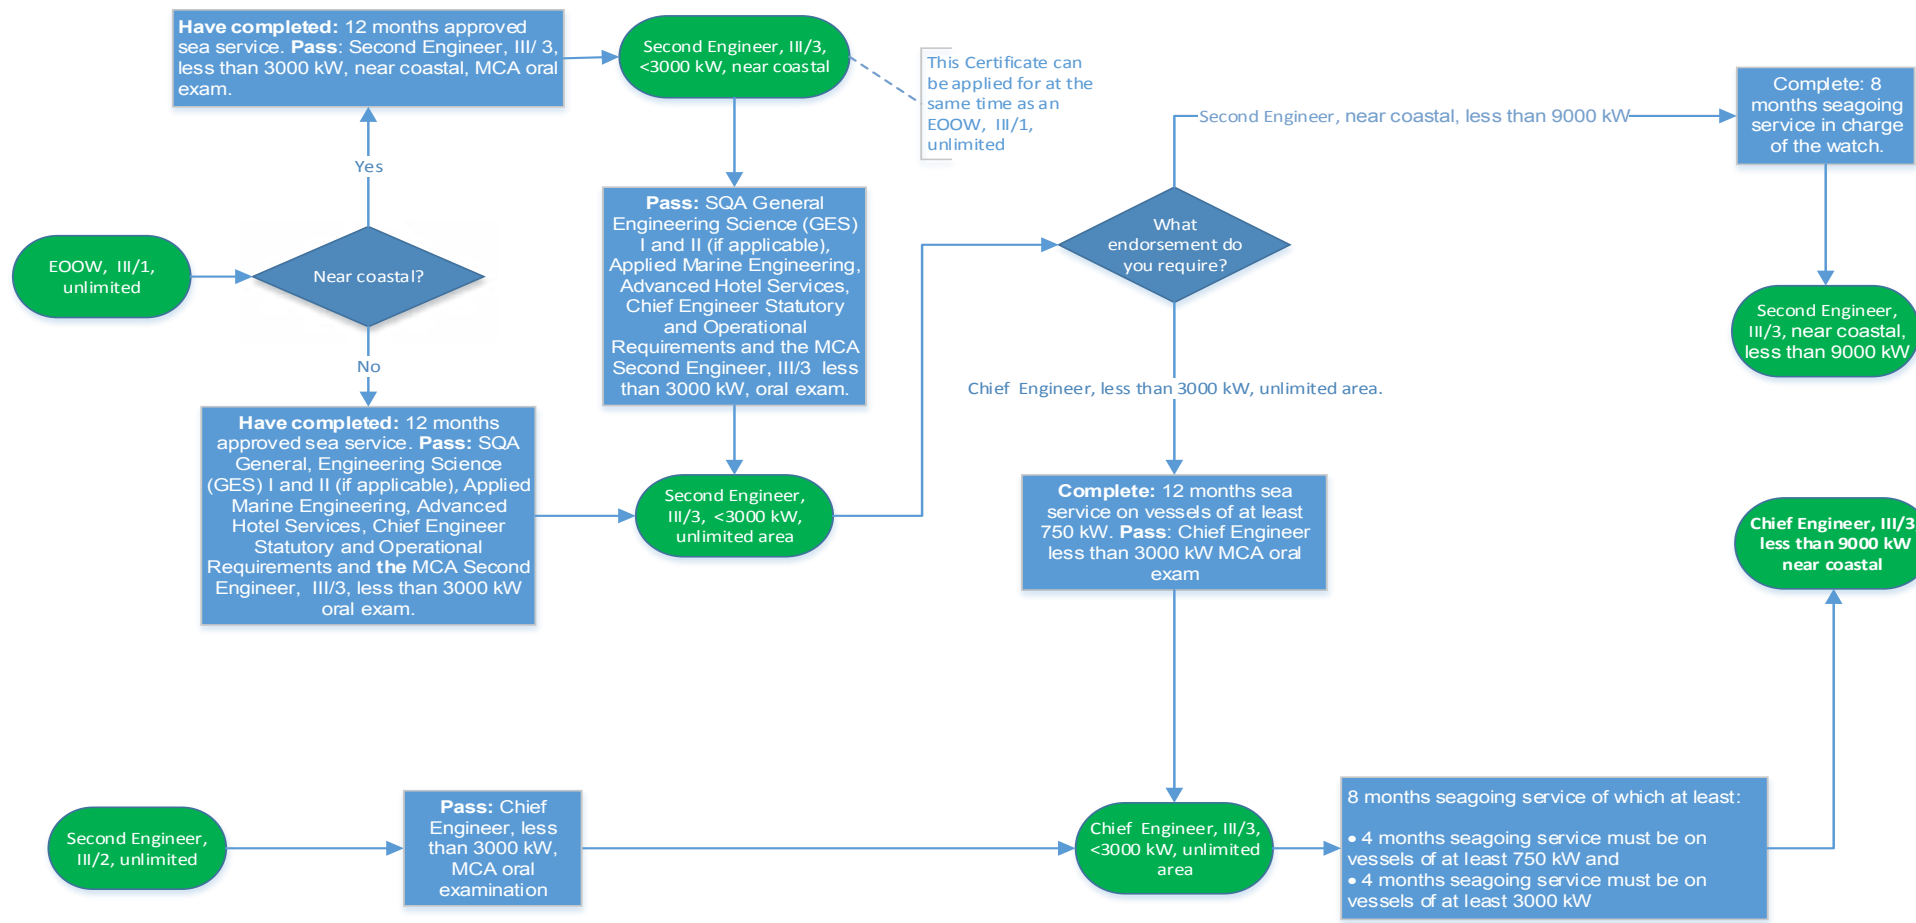 Have completed: 12 months approved
sea service. Pass: Second Engineer, III/ 3,
less than 3000 kW, near coastal, MCA oral
exam.
Second Engineer, III/3,
<3000 kW, near coastal
This Certificate can
be applied for at the
same time as an
EOOW, III/1,
unlimited
Second Engineer, near coastal, less than 9000 kW
Complete: 8
months seagoing
service in charge
of the watch.
Yes
EOOW, III/1,
unlimited
Near coastal?
No
Pass: SQA General
Engineering Science (GES)
I and II (if applicable),
Applied Marine Engineering,
Advanced Hotel Services,
Chief Engineer Statutory
and Operational
Requirements and the MCA
Second Engineer, III/3 less
than 3000 kW, oral exam.
What
endorsement do
you require?
Second Engineer,
III/3, near coastal,
less than 9000 kW
Chief Engineer, less than 3000 kW, unlimited area.
Have completed: 12 months
approved sea service. Pass: SQA
General, Engineering Science
(GES) I and II (if applicable), Applied
Marine Engineering, Advanced
Hotel Services, Chief Engineer
Statutory and Operational
Requirements and the MCA Second
Engineer, III/3, less than 3000 kW
oral exam.
Second Engineer,
III/3, <3000 kW,
unlimited area
Complete: 12 months sea
service on vessels of at least
750 kW. Pass: Chief Engineer
less than 3000 kW MCA oral
exam
Chief Engineer, III/3
less than 9000 kW
near coastal
Second Engineer,
III/2, unlimited
Pass: Chief
Engineer, less
than 3000 kW,
MCA oral
examination
Chief Engineer, III/3,
<3000 kW, unlimited
area
8 months seagoing service of which at least:
• 4 months seagoing service must be on
vessels of at least 750 kW and
• 4 months seagoing service must be on
vessels of at least 3000 kW